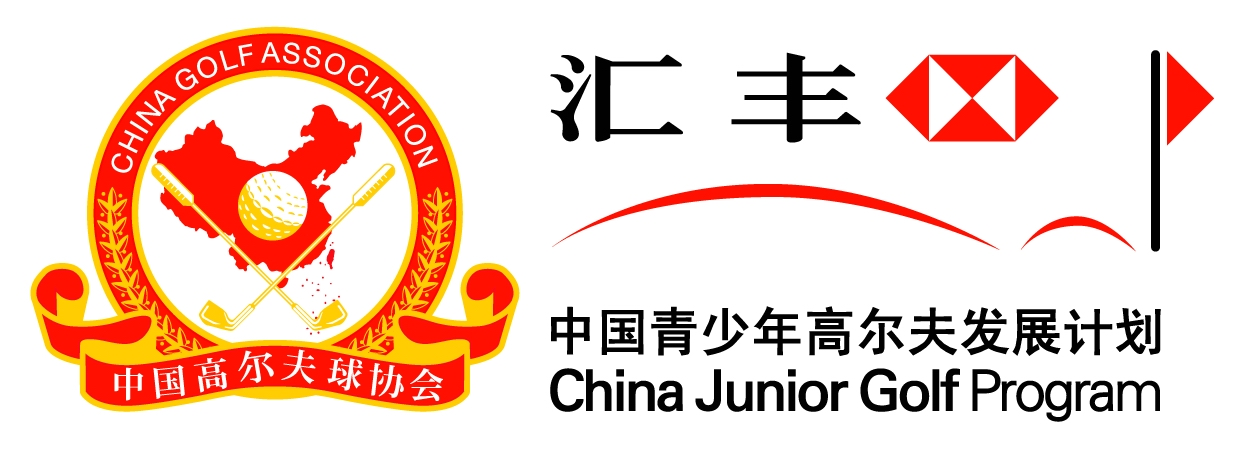 CHINA GOLF ASSOCIATION
中国高尔夫球协会
汇丰
中国青少年高尔夫发展计划
China Junior Golf Program